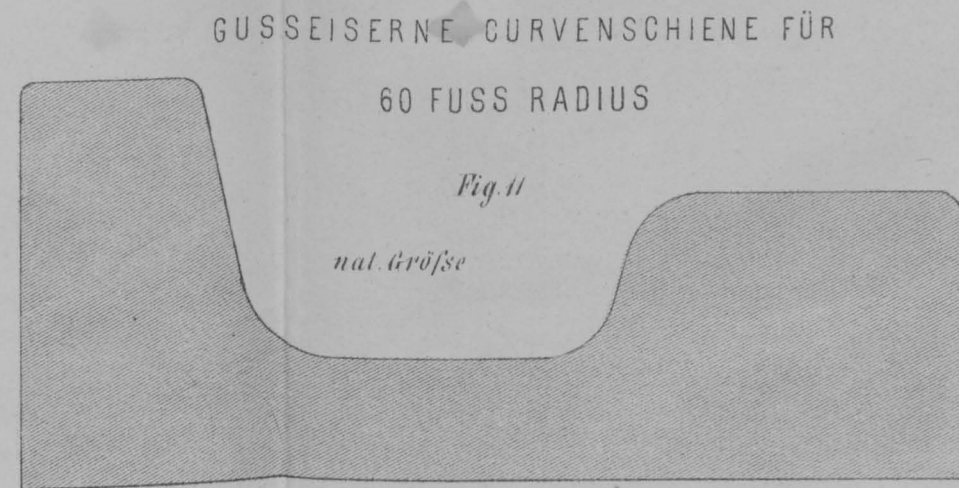 GUSSEISERNE CURVENSCHIENE FÜR
60 FUSS RADIUS
Fig. 11
nat. Gröſse